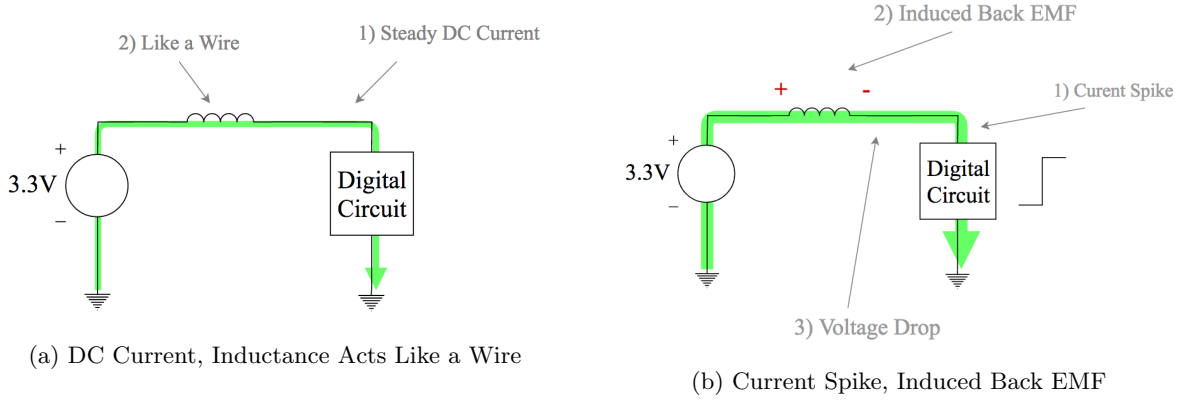 1) Steady DC Current
2) Like a Wire
+
3.3V
−
Digital
Circuit
(a) DC Current, Inductance Acts Like a Wire
2) Induced Back EMF
+ -
1) Curent Spike
+
3.3V
−
Digital
Circuit
3) Voltage Drop
(b) Current Spike, Induced Back EMF